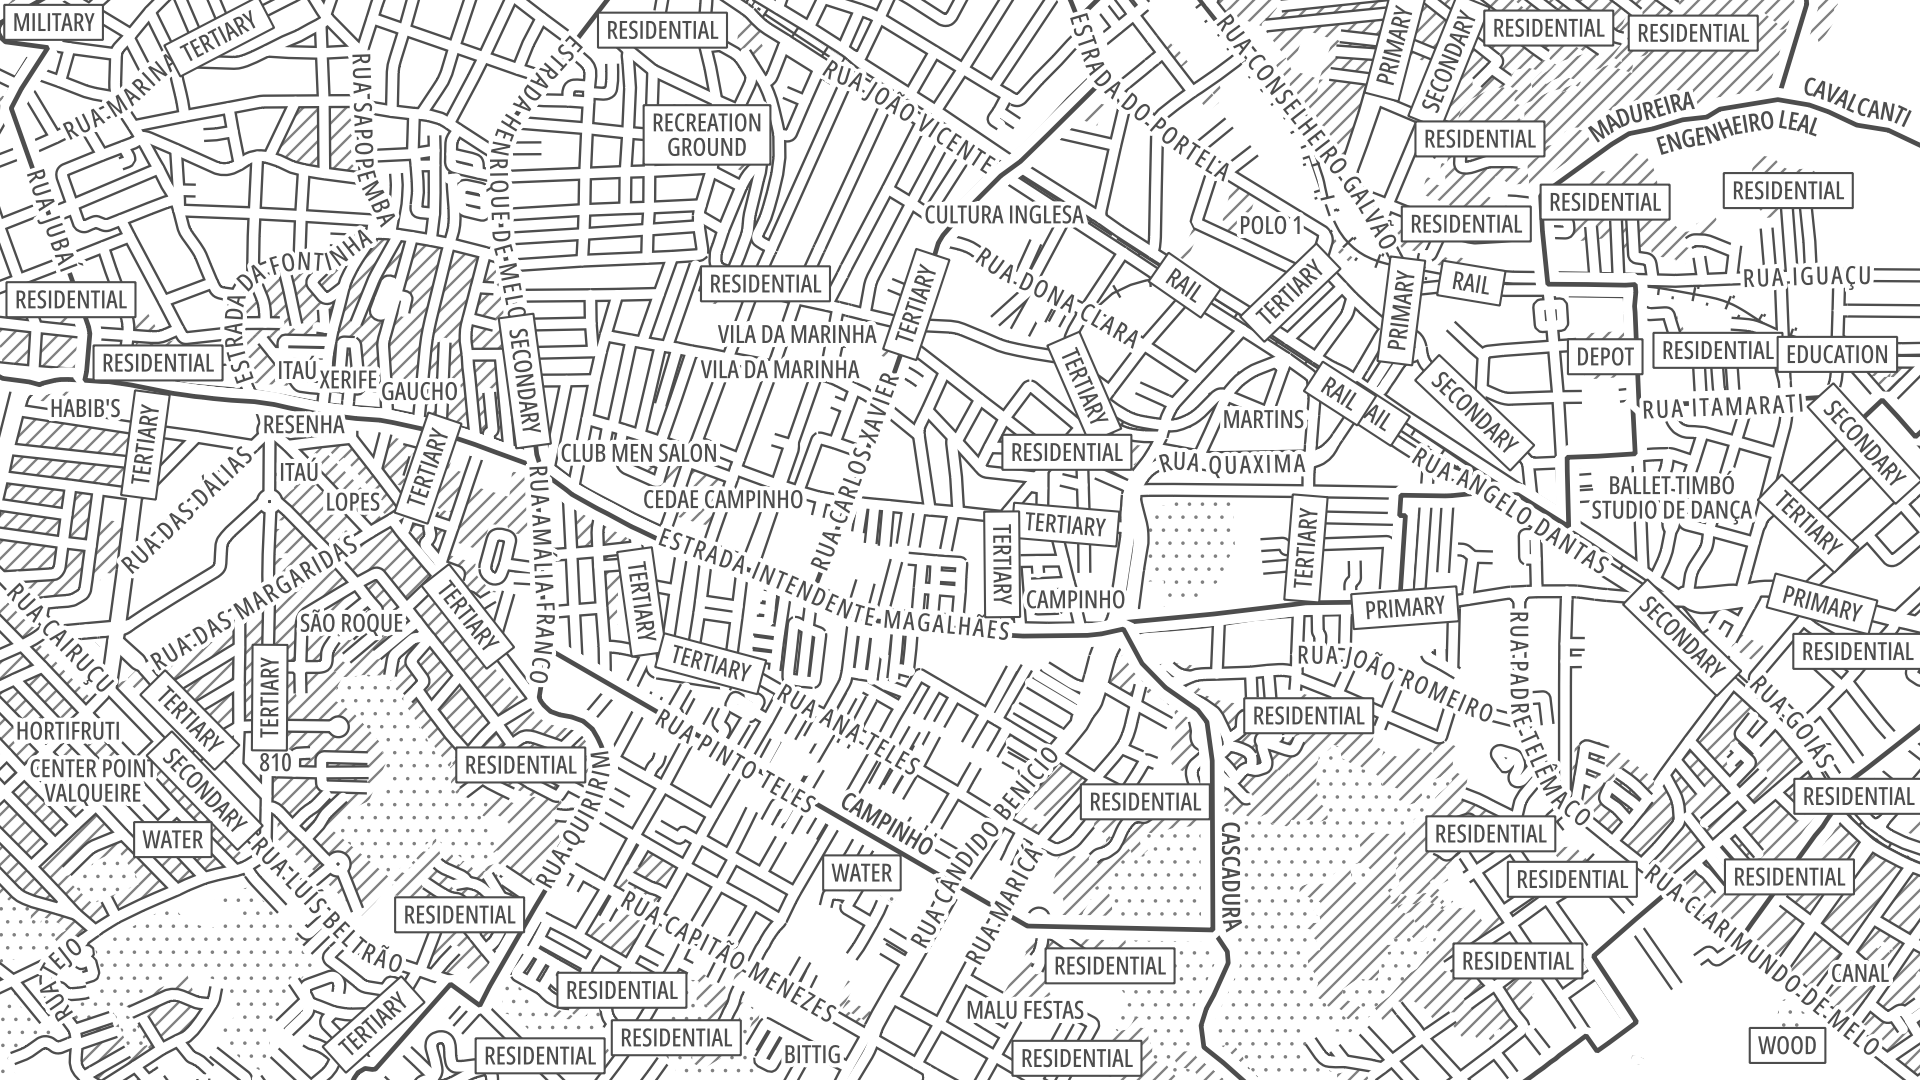 MILITARY
TERTIARY
RESIDENTIAL
PRIMARY
SECONDARY
RESIDENTIAL
RESIDENTIAL
RUA MARINA
RUA SAPOPEMBA
ESTRADA HENRIQUE DE MELO
RUA JOÃO VICENTE
ESTRADA DO PORTELA
RUA CONSELHEIRO GALVÃO
MADUREIRA
CAVALCANTI
ENGENHEIRO LEAL
RECREATION
GROUND
RESIDENTIAL
RUA JUBAÍ
CULTURA INGLESA
POLO 1
RESIDENTIAL
RESIDENTIAL
RESIDENTIAL
ESTRADA DA FONTINHA
RUA DONA CLARA
RESIDENTIAL
RESIDENTIAL
TERTIARY
RAIL
TERTIARY
PRIMARY
RAIL
RUA IGUAÇU
VILA DA MARINHA
VILA DA MARINHA
RESIDENTIAL
SECONDARY
TERTIARY
DEPOT
RESIDENTIAL
EDUCATION
ITAÚ
XERIFE
GAUCHO
RAIL
AIL
SECONDARY
HABIB'S
TERTIARY
RESENHA
MARTINS
RUA ITAMARATI
SECONDARY
TERTIARY
CLUB MEN SALON
RESIDENTIAL
RUA QUAXIMA
RUA ANGELO DANTAS
ITAÚ
LOPES
CEDAE CAMPINHO
RUA CARLOS XAVIER
BALLET TIMBÓ
STUDIO DE DANÇA
TERTIARY
RUA DAS DÁLIAS
RUA AMALIA FRANCO
TERTIARY
TERTIARY
TERTIARY
RUA DAS MARGARIDAS
ESTRADA INTENDENTE MAGALHÃES
CAMPINHO
PRIMARY
PRIMARY
RUA CAIRUÇU
SÃO ROQUE
TERTIARY
TERTIARY
SECONDARY
RESIDENTIAL
TERTIARY
TERTIARY
RUA JOÃO ROMEIRO
RUA PADRE TELÊMACO
RUA GOIÁS
TERTIARY
RUA ANA TELES
RUA PINTO TELES
RESIDENTIAL
HORTIFRUTI
CENTER POINT
VALQUEIRE
810
RESIDENTIAL
SECONDARY
RUA QUIRIRIM
RUA CÂNDIDO BENÍCIO
RESIDENTIAL
RESIDENTIAL
WATER
CAMPINHO
CASCADURA
RESIDENTIAL
WATER
RESIDENTIAL
RESIDENTIAL
RUA LUÍS BELTRÃO
RESIDENTIAL
RUA CAPITÃO MENEZES
RUA MARICÁ
RUA CLARIMUNDO DE MELO
RUA TEJO
RESIDENTIAL
RESIDENTIAL
RESIDENTIAL
CANAL
TERTIARY
MALU FESTAS
RESIDENTIAL
RESIDENTIAL
BITTIG
RESIDENTIAL
WOOD